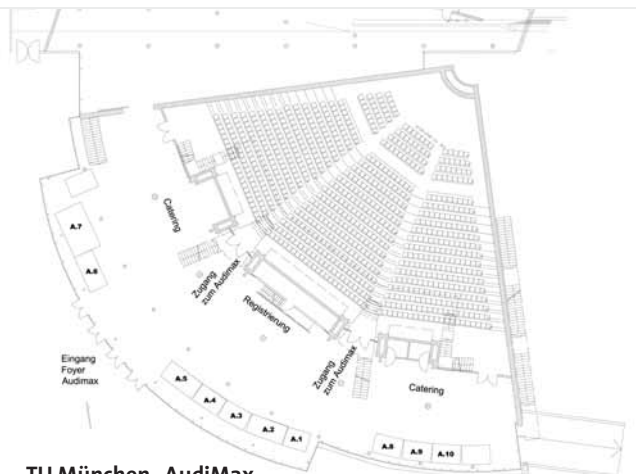 Catering
A.7
A.6
Zugang
zum Audimax
Registrierung
Eingang
Foyer
Audimax
Zugang
zum Audimax
Catering
A.5
A.4
A.3
A.2
A.1
A.8
A.9
A.10
TU München, AudiMax